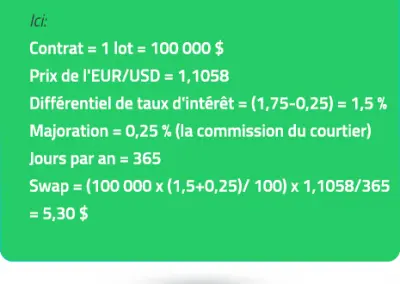 Ici:
Contrat = 1 lot = 100 000 $
Prix de l'EUR/USD = 1,1058
Différentiel de taux d'intérêt = (1,75-0,25) = 1,5 %
Majoration = 0,25 % (la commission du courtier)
Jours par an = 365
Swap = (100 000 x (1,5+0,25)/ 100) x 1,1058/365
= 5,30 $